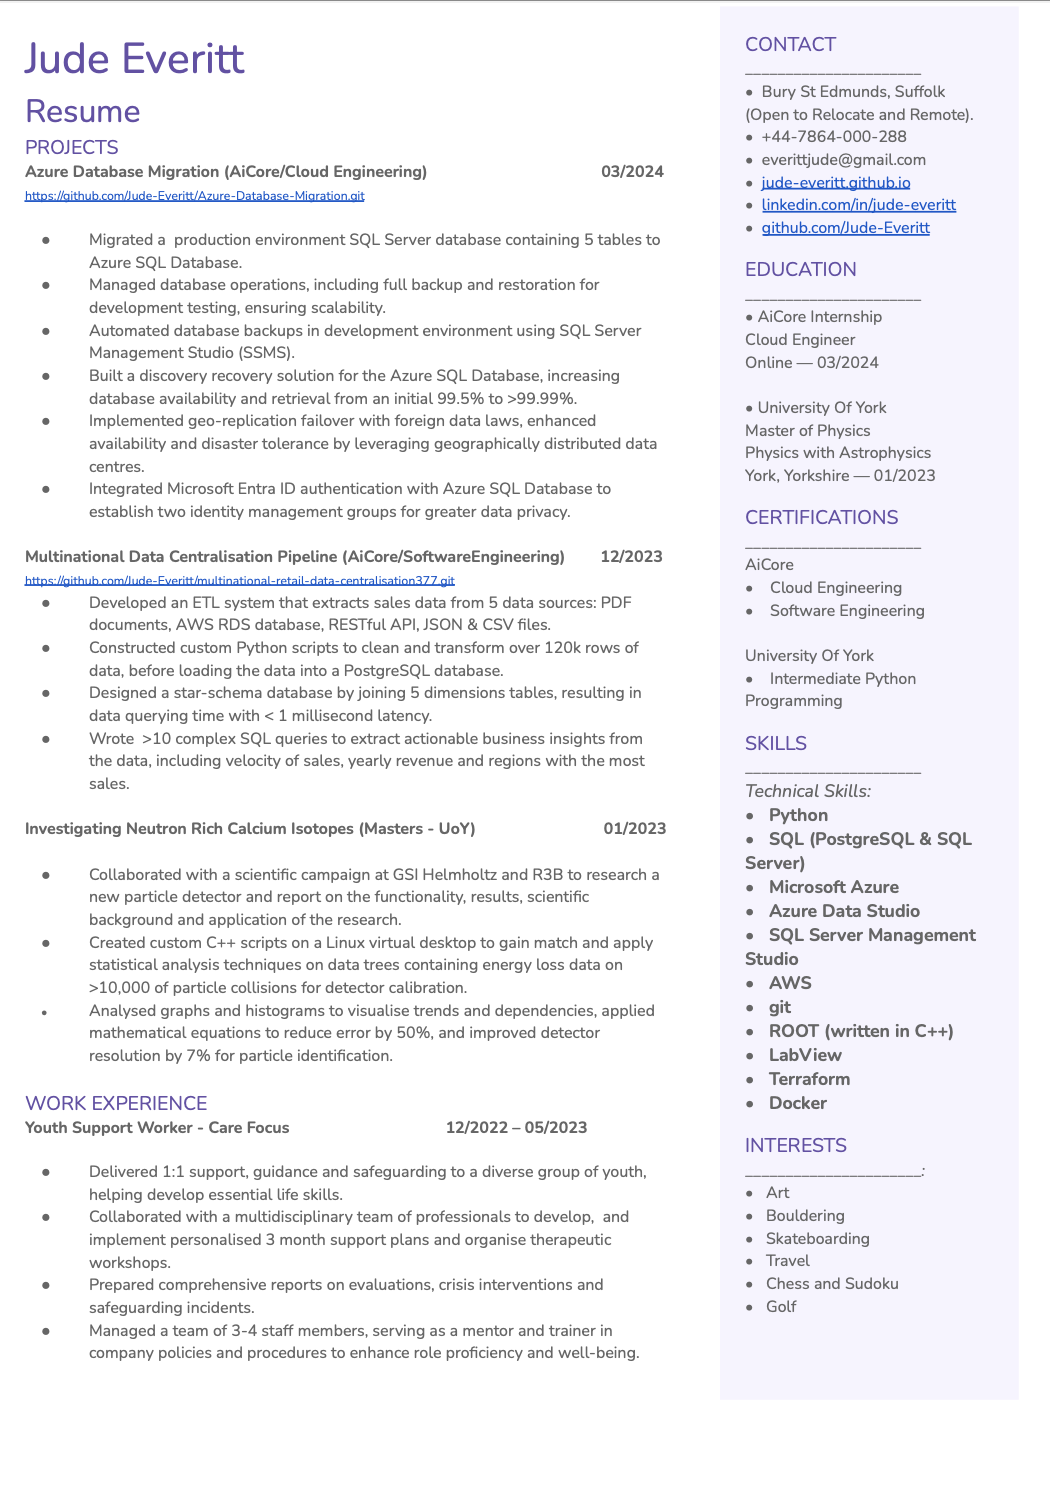 Jude Everitt
Resume
PROJECTS
Azure Database Migration (AiCore/Cloud Engineering) 03/2024
https://github.com/Jude-Everitt/Azure-Database-Migration.git
● Migrated a  production environment SQL Server database containing 5 tables to
Azure SQL Database.
● Managed database operations, including full backup and restoration for
development testing, ensuring scalability.
● Automated database backups in development environment using SQL Server
Management Studio (SSMS).
● Built a discovery recovery solution for the Azure SQL Database, increasing
database availability and retrieval from an initial 99.5% to >99.99%.
● Implemented geo-replication failover with foreign data laws, enhanced
availability and disaster tolerance by leveraging geographically distributed data
centres.
● Integrated Microsoft Entra ID authentication with Azure SQL Database to
establish two identity management groups for greater data privacy.
Multinational Data Centralisation Pipeline (AiCore/SoftwareEngineering) 12/2023
https://github.com/Jude-Everitt/multinational-retail-data-centralisation377.git
● Developed an ETL system that extracts sales data from 5 data sources: PDF
documents, AWS RDS database, RESTful API, JSON & CSV files.
● Constructed custom Python scripts to clean and transform over 120k rows of
data, before loading the data into a PostgreSQL database.
● Designed a star-schema database by joining 5 dimensions tables, resulting in
data querying time with < 1 millisecond latency.
● Wrote  >10 complex SQL queries to extract actionable business insights from
the data, including velocity of sales, yearly revenue and regions with the most
sales.
Investigating Neutron Rich Calcium Isotopes (Masters - UoY) 01/2023
● Collaborated with a scientific campaign at GSI Helmholtz and R3B to research a
new particle detector and report on the functionality, results, scientific
background and application of the research.
● Created custom C++ scripts on a Linux virtual desktop to gain match and apply
statistical analysis techniques on data trees containing energy loss data on
>10,000 of particle collisions for detector calibration.
• Analysed graphs and histograms to visualise trends and dependencies, applied
mathematical equations to reduce error by 50%, and improved detector
resolution by 7% for particle identification.
WORK EXPERIENCE
Youth Support Worker - Care Focus 12/2022 – 05/2023
● Delivered 1:1 support, guidance and safeguarding to a diverse group of youth,
helping develop essential life skills.
● Collaborated with a multidisciplinary team of professionals to develop,  and
implement personalised 3 month support plans and organise therapeutic
workshops.
● Prepared comprehensive reports on evaluations, crisis interventions and
safeguarding incidents.
● Managed a team of 3-4 staff members, serving as a mentor and trainer in
company policies and procedures to enhance role proficiency and well-being.
CONTACT
______________________
● Bury St Edmunds, Suffolk
(Open to Relocate and Remote).
● +44-7864-000-288
● everittjude@gmail.com
● jude-everitt.github.io
● linkedin.com/in/jude-everitt
● github.com/Jude-Everitt
EDUCATION
______________________
• AiCore Internship
Cloud Engineer
Online — 03/2024
• University Of York
Master of Physics
Physics with Astrophysics
York, Yorkshire — 01/2023
CERTIFICATIONS
______________________
AiCore
● Cloud Engineering
● Software Engineering
University Of York
● Intermediate Python
Programming
SKILLS
______________________
Technical Skills:
● Python
● SQL (PostgreSQL & SQL
Server)
● Microsoft Azure
● Azure Data Studio
● SQL Server Management
Studio
● AWS
● git
● ROOT (written in C++)
● LabView
● Terraform
● Docker
INTERESTS
______________________:
● Art
● Bouldering
● Skateboarding
● Travel
● Chess and Sudoku
● Golf